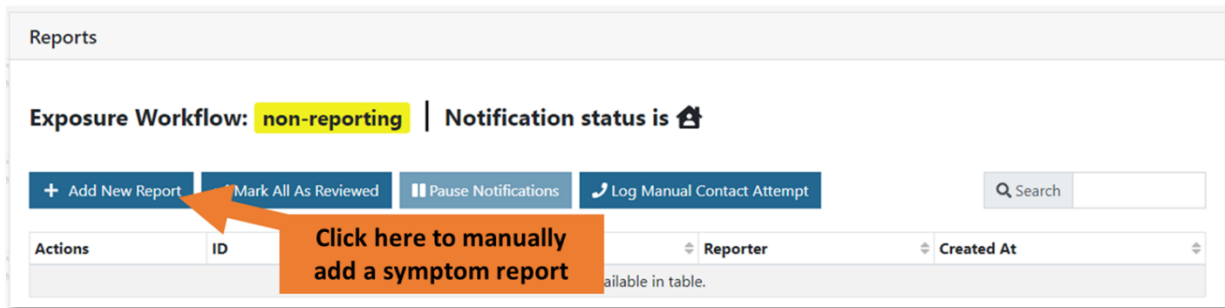 Reports
Exposure Workflow: non-reporting | Notification status is
+ Add New Report Mark All As Reviewed Pause Notifications Log Manual Contact Attempt Search
Click here to manually
add a symptom report
Actions ID Reporter Created At
ailable in table.